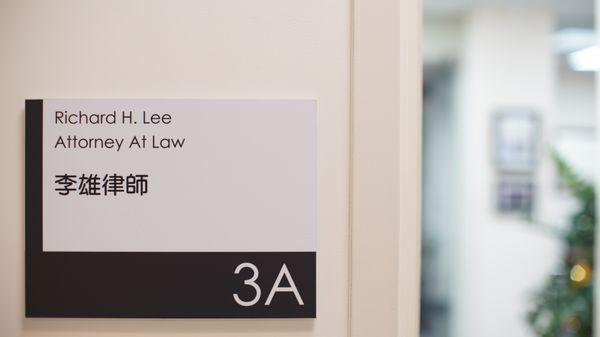 Richard H. Lee
Attorney At Law
李雄律師
3A